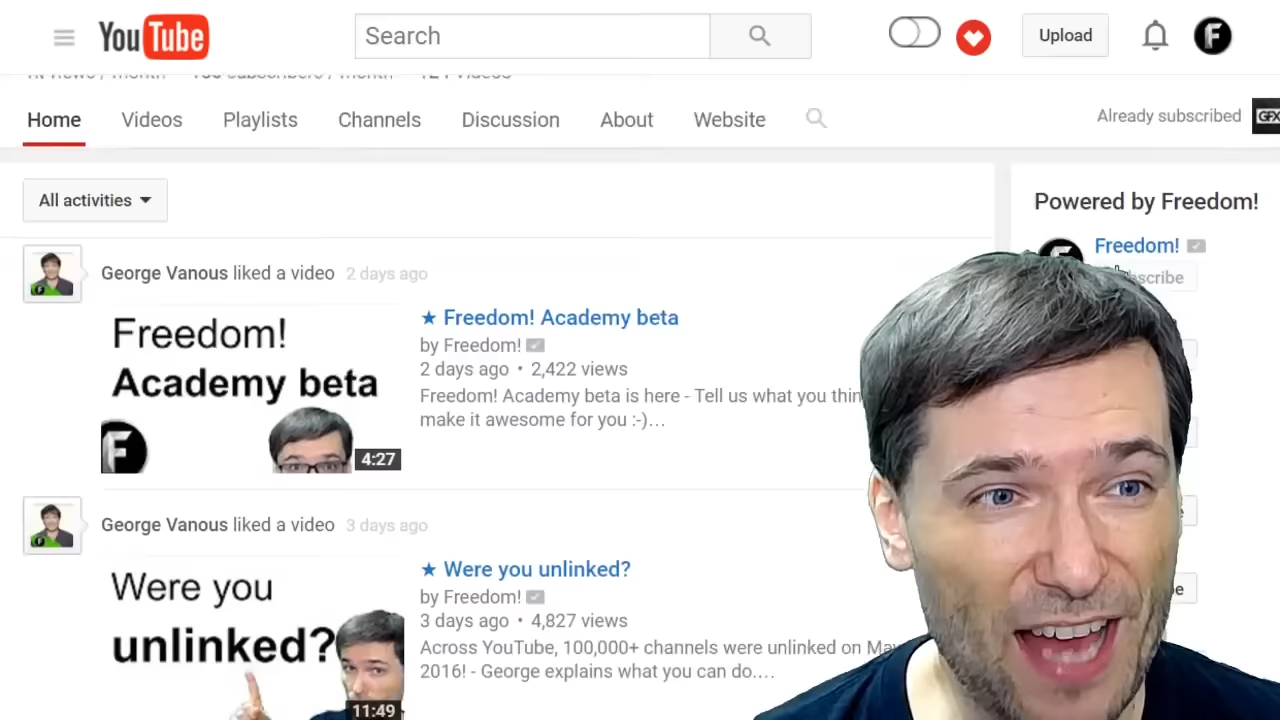 YouTube
Search
Upload
Home Videos Playlists Channels Discussion About Website
Already subscribed
GFX
All activities
Powered by Freedom!
Freedom!
George Vanous liked a video 2 days ago
Freedom!
Academy beta
F
4:27
★ Freedom! Academy beta
by Freedom!
2 days ago • 2,422 views
Freedom! Academy beta is here - Tell us what you
make it awesome for you :-)…
George Vanous liked a video 3 days ago
Were you
unlinked?
11:49
★ Were you unlinked?
by Freedom!
3 days ago • 4,827 views
Across YouTube, 100,000+ channels were unlinked on
2016! - George explains what you can do.…